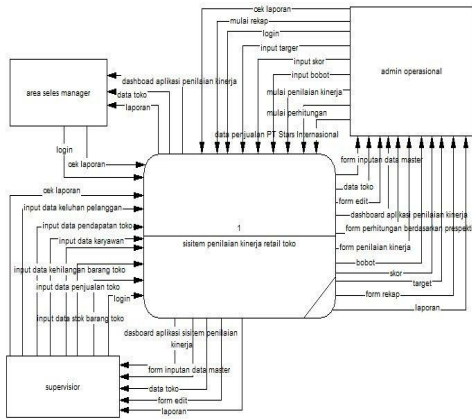 cek laporan
mulai rekap
login
input targer
input skor
input bobot
mulai penilaian kinerja
mulai perhitungan
data penjualan PT Stars Internasional
admin operasional
area seles manager
dashboad aplikasi penilaian kinerja
data toko
laporan
login
cek laporan
cek laporan
input data keluhan pelanggan
input data pendapatan toko
input data karyawan
input data kehilangan barang toko
input data penjualan toko
login
input data stok barang toko
1
sisitem penilaian kinerja retail toko
form inputan data master
data toko
form edit
dashboard aplikasi penilaian kinerja
form perhitungan berdasarkan prespekte
form penilaian kinerja
bobot
skor
target
form rekap
laporan
dasboard aplikasi sisitem penilaian
kinerja
form inputan data master
data toko
form edit
laporan
supervisior